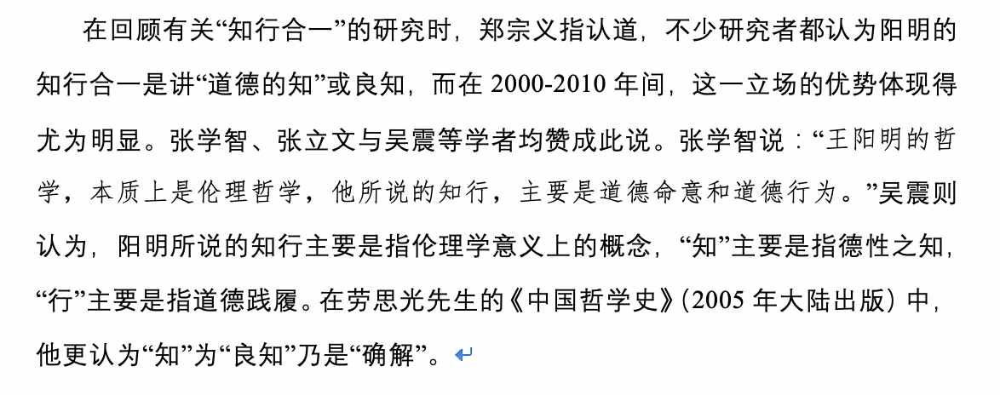 在回顾有关“知行合一”的研究时，郑宗义指认道，不少研究者都认为阳明的
知行合一是讲“道德的知”或良知，而在 2000-2010 年间，这一立场的优势体现得
尤为明显。张学智、张立文与吴震等学者均赞成此说。张学智说：“王阳明的哲
学，本质上是伦理哲学，他所说的知行，主要是道德命意和道德行为。”吴震则
认为，阳明所说的知行主要是指伦理学意义上的概念，“知”主要是指德性之知，
“行”主要是指道德践履。在劳思光先生的《中国哲学史》（2005 年大陆出版）中，
他更认为“知”为“良知”乃是“确解”。